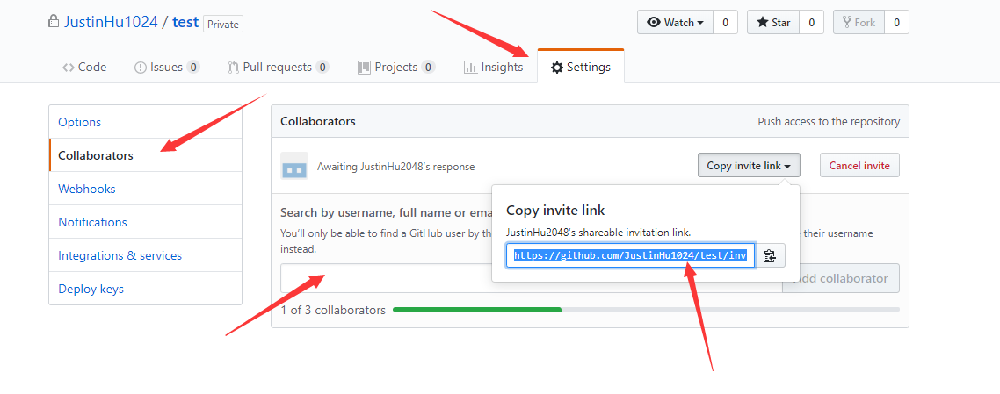 JustinHu1024 / test Private
Watch 0 Star 0 Fork 0
Code Issues 0 Pull requests 0 Projects 0 Insights Settings
Options
Collaborators
Webhooks
Notifications
Integrations & services
Deploy keys
Collaborators Push access to the repository
Awaiting JustinHu2048's response Copy invite link Cancel invite
Search by username, full name or
You'll only be able to find a GitHub user by their username
instead.
Copy invite link
JustinHu2048's shareable invitation link.
https://github.com/JustinHu1024/test/inv
Add collaborator
1 of 3 collaborators